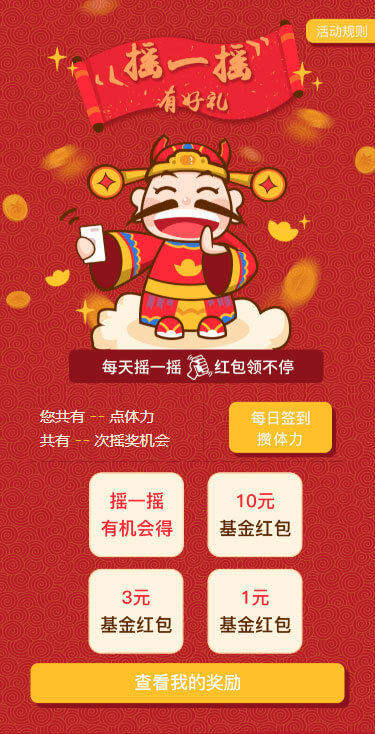 活动规则
摇一摇
有好礼
每天摇一摇 红包领不停
您共有 -- 点体力
共有 -- 次摇奖机会
每日签到
攒体力
摇一摇
有机会得
10元
基金红包
3元
基金红包
1元
基金红包
查看我的奖励